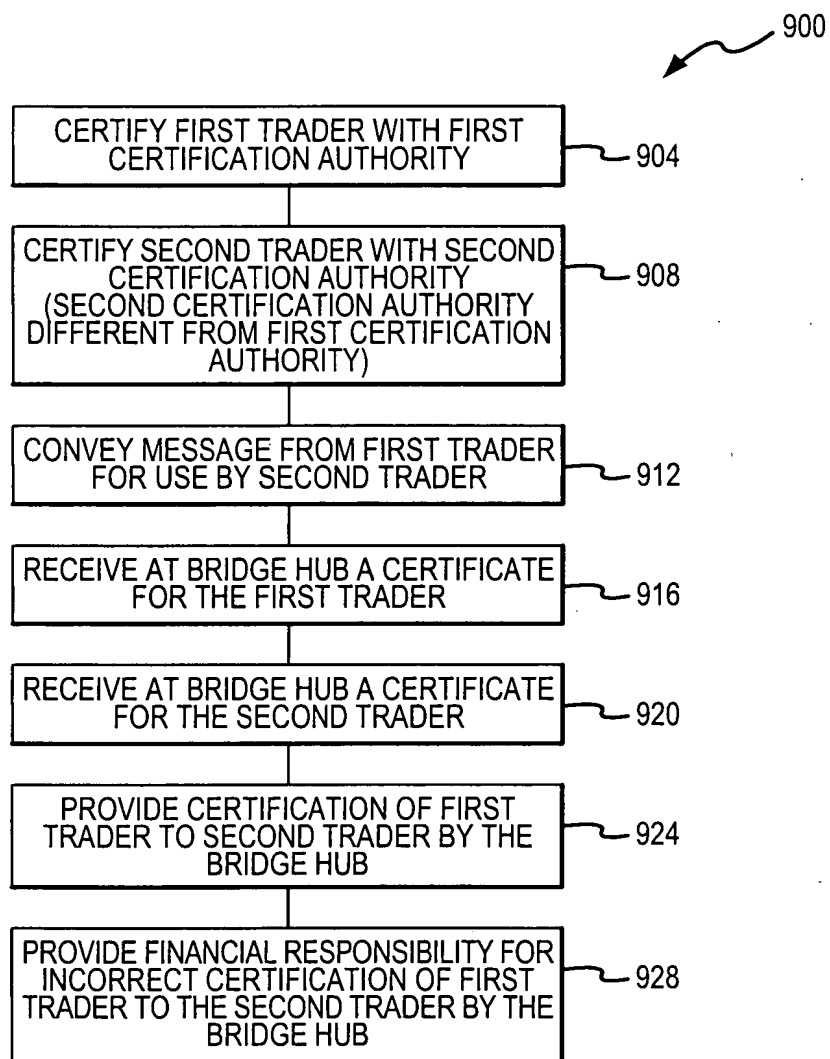 900
CERTIFY FIRST TRADER WITH FIRST
CERTIFICATION AUTHORITY
904
CERTIFY SECOND TRADER WITH SECOND
CERTIFICATION AUTHORITY
(SECOND CERTIFICATION AUTHORITY
DIFFERENT FROM FIRST CERTIFICATION
AUTHORITY)
908
CONVEY MESSAGE FROM FIRST TRADER
FOR USE BY SECOND TRADER
912
RECEIVE AT BRIDGE HUB A CERTIFICATE
FOR THE FIRST TRADER
916
RECEIVE AT BRIDGE HUB A CERTIFICATE
FOR THE SECOND TRADER
920
PROVIDE CERTIFICATION OF FIRST
TRADER TO SECOND TRADER BY THE
BRIDGE HUB
924
PROVIDE FINANCIAL RESPONSIBILITY FOR
INCORRECT CERTIFICATION OF FIRST
TRADER TO THE SECOND TRADER BY THE
BRIDGE HUB
928